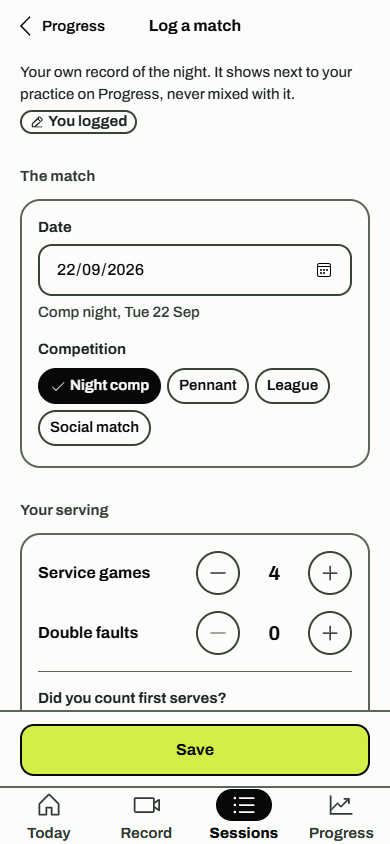 Progress
Log a match
Your own record of the night. It shows next to your
practice on Progress, never mixed with it.
You logged
The match
Date
22/09/2026
Comp night, Tue 22 Sep
Competition
Night comp
Pennant
League
Social match
Your serving
Service games
4
Double faults
0
Did you count first serves?
Save
Today
Record
Sessions
Progress